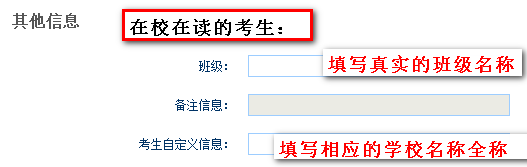 其他信息
在校在读的考生：
班级：
填写真实的班级名称
备注信息：
考生自定义信息：
填写相应的学校名称全称